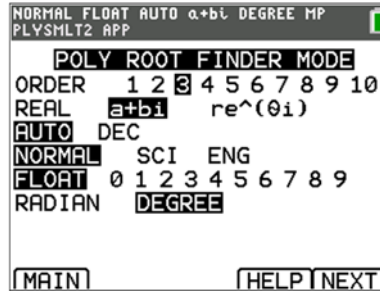 NORMAL FLOAT AUTO a+bi DEGREE MP
PLYSMLT2 APP
POLY ROOT FINDER MODE
ORDER 1 2 3 4 5 6 7 8 9 10
REAL a+bi re^(θi)
AUTO DEC
NORMAL SCI ENG
FLOAT 0 1 2 3 4 5 6 7 8 9
RADIAN DEGREE
MAIN HELP NEXT